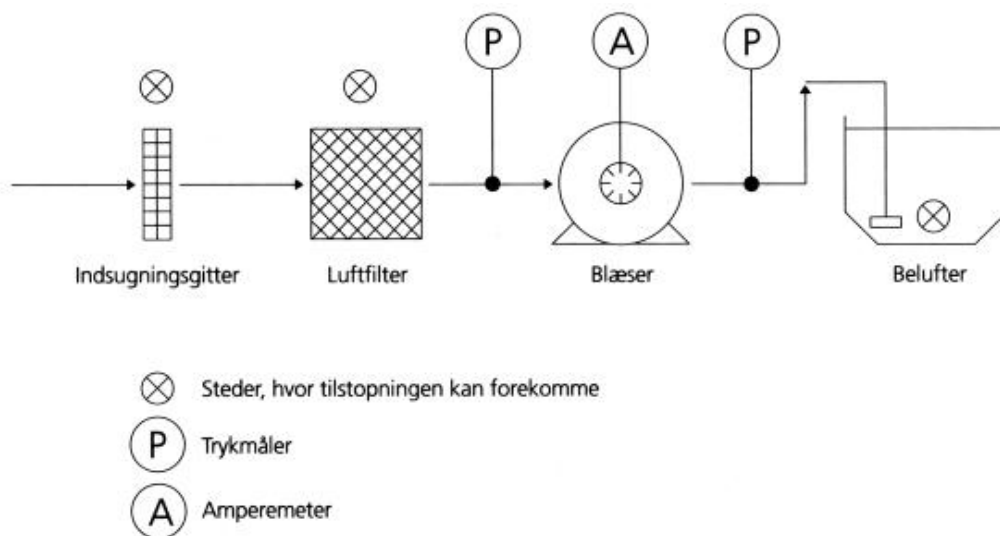 P
A
P
Indsugningsgitter
Luftfilter
Blæser
Belufter
Steder, hvor tilstopningen kan forekomme
P
Trykmåler
A
Amperemeter